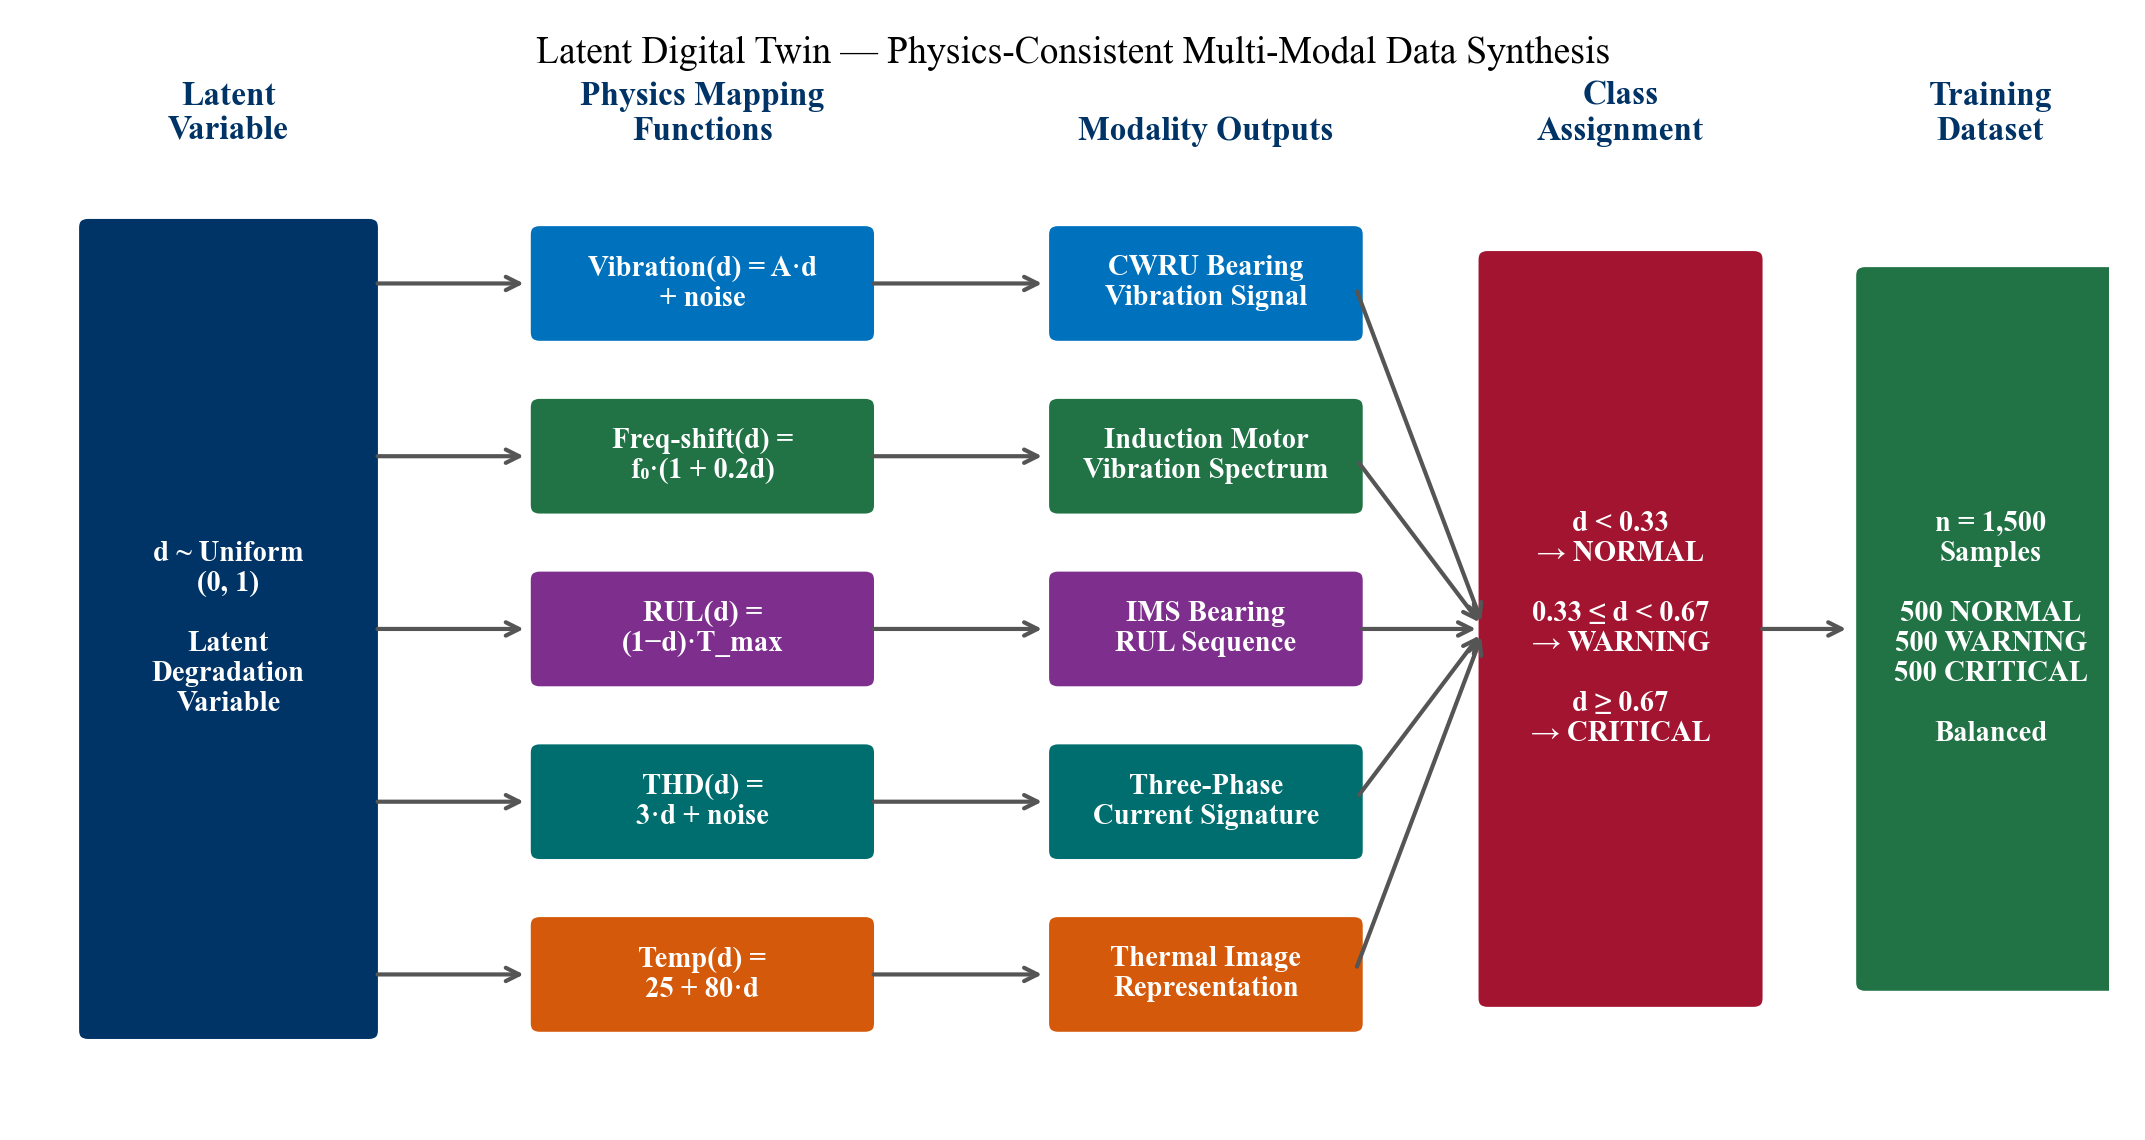 Latent Digital Twin — Physics-Consistent Multi-Modal Data Synthesis
Latent
Variable
Physics Mapping
Functions
Modality Outputs
Class
Assignment
Training
Dataset
d ~ Uniform
(0, 1)
Latent
Degradation
Variable
Vibration(d) = A·d
+ noise
Freq-shift(d) =
f₀·(1 + 0.2d)
RUL(d) =
(1−d)·T_max
THD(d) =
3·d + noise
Temp(d) =
25 + 80·d
CWRU Bearing
Vibration Signal
Induction Motor
Vibration Spectrum
IMS Bearing
RUL Sequence
Three-Phase
Current Signature
Thermal Image
Representation
d < 0.33
→ NORMAL
0.33 ≤ d < 0.67
→ WARNING
d ≥ 0.67
→ CRITICAL
n = 1,500
Samples
500 NORMAL
500 WARNING
500 CRITICAL
Balanced